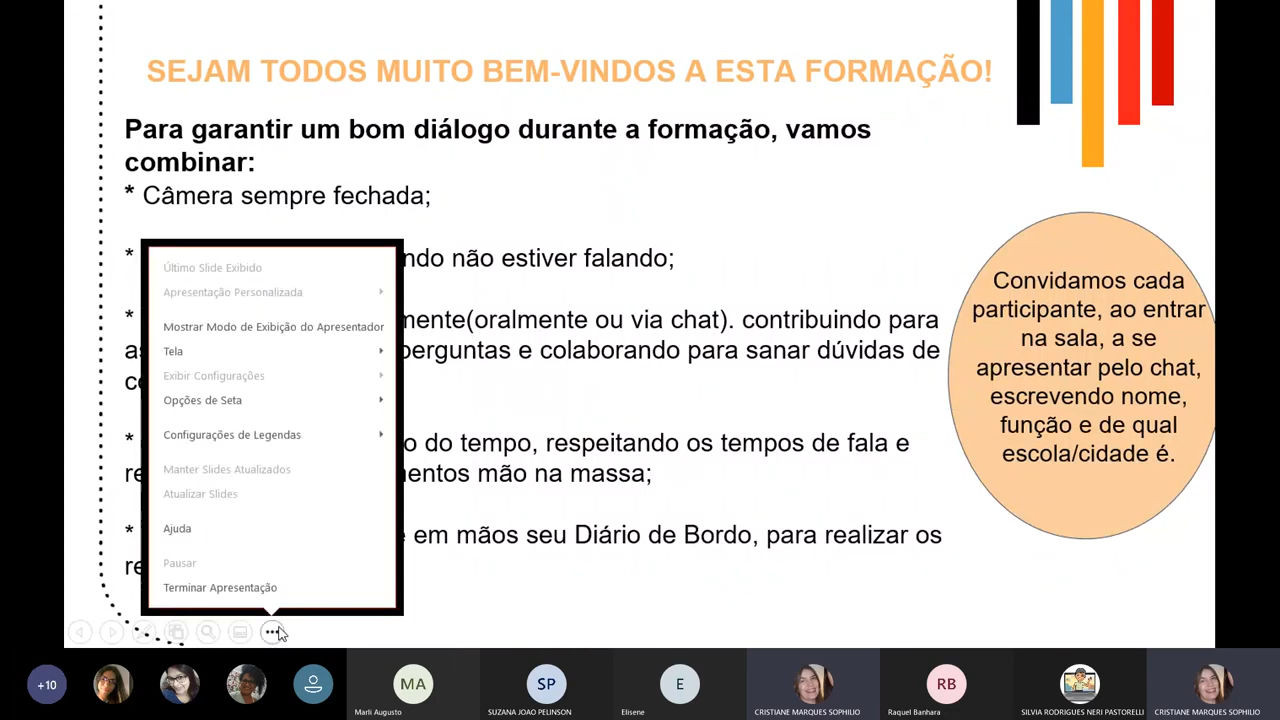 SEJAM TODOS MUITO BEM-VINDOS A ESTA FORMAÇÃO!
Para garantir um bom diálogo durante a formação, vamos
combinar:
* Câmera sempre fechada;
* ndo não estiver falando;
* mente(oralmente ou via chat). contribuindo para
as perguntas e colaborando para sanar dúvidas de
co
* o do tempo, respeitando os tempos de fala e
re entos mão na massa;
* e em mãos seu Diário de Bordo, para realizar os
re
Último Slide Exibido
Apresentação Personalizada
Mostrar Modo de Exibição do Apresentador
Tela
Exibir Configurações
Opções de Seta
Configurações de Legendas
Manter Slides Atualizados
Atualizar Slides
Ajuda
Pausar
Terminar Apresentação
Convidamos cada
participante, ao entrar
na sala, a se
apresentar pelo chat,
escrevendo nome,
função e de qual
escola/cidade é.
+10
MA
Marli Augusto
SP
SUZANA JOAO PELINSON
E
Elisene
CRISTIANE MARQUES SOPHILIO
RB
Raquel Banhara
SILVIA RODRIGUES NERI PASTORELLI
CRISTIANE MARQUES SOPHILIO